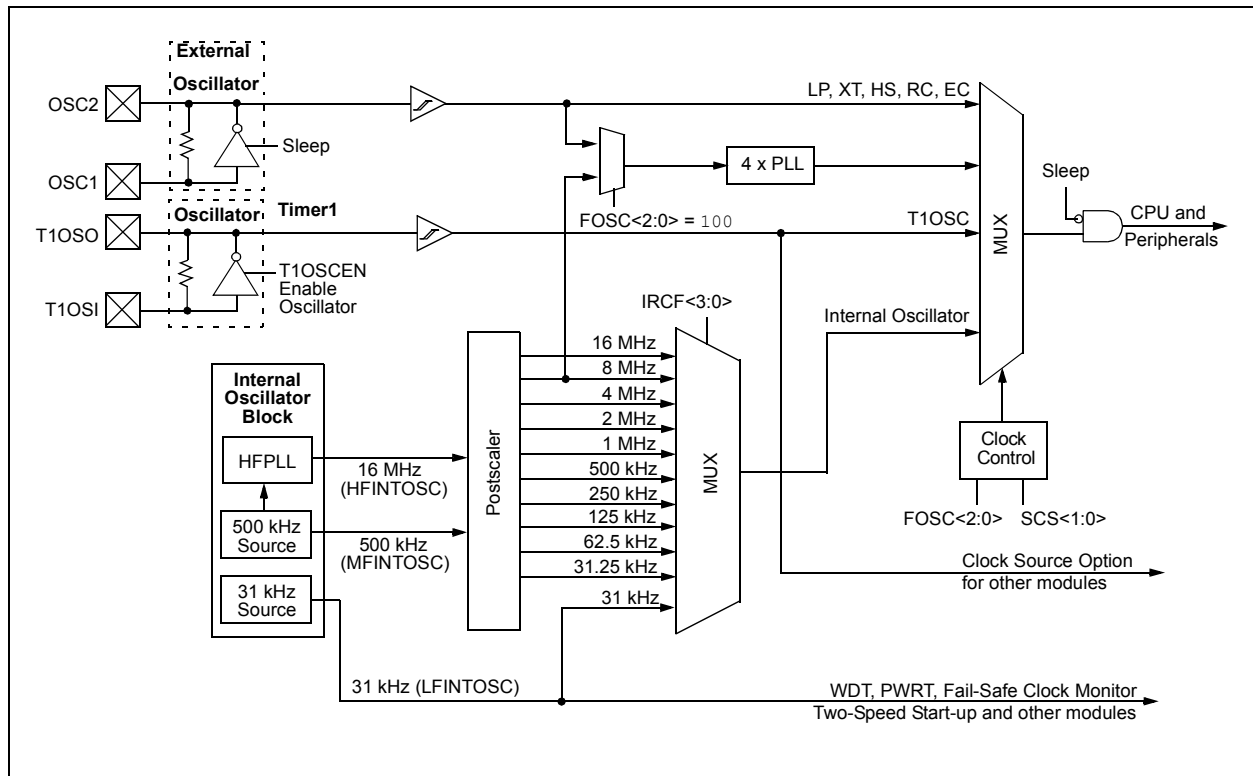 External
Oscillator
OSC2
Sleep
OSC1
LP, XT, HS, RC, EC
4 x PLL
FOSC<2:0> = 100
Sleep
CPU and
Peripherals
MUX
Oscillator
Timer1
T1OSO
T1OSC
T1OSCEN
Enable
Oscillator
T1OSI
IRCF<3:0>
Internal Oscillator
Internal
Oscillator
Block
HFPLL
16 MHz
(HFINTOSC)
500 kHz
Source
500 kHz
(MFINTOSC)
31 kHz
Source
Postscaler
16 MHz
8 MHz
4 MHz
2 MHz
1 MHz
500 kHz
250 kHz
125 kHz
62.5 kHz
31.25 kHz
31 kHz
MUX
Clock
Control
FOSC<2:0>
SCS<1:0>
Clock Source Option
for other modules
31 kHz (LFINTOSC)
WDT, PWRT, Fail-Safe Clock Monitor
Two-Speed Start-up and other modules